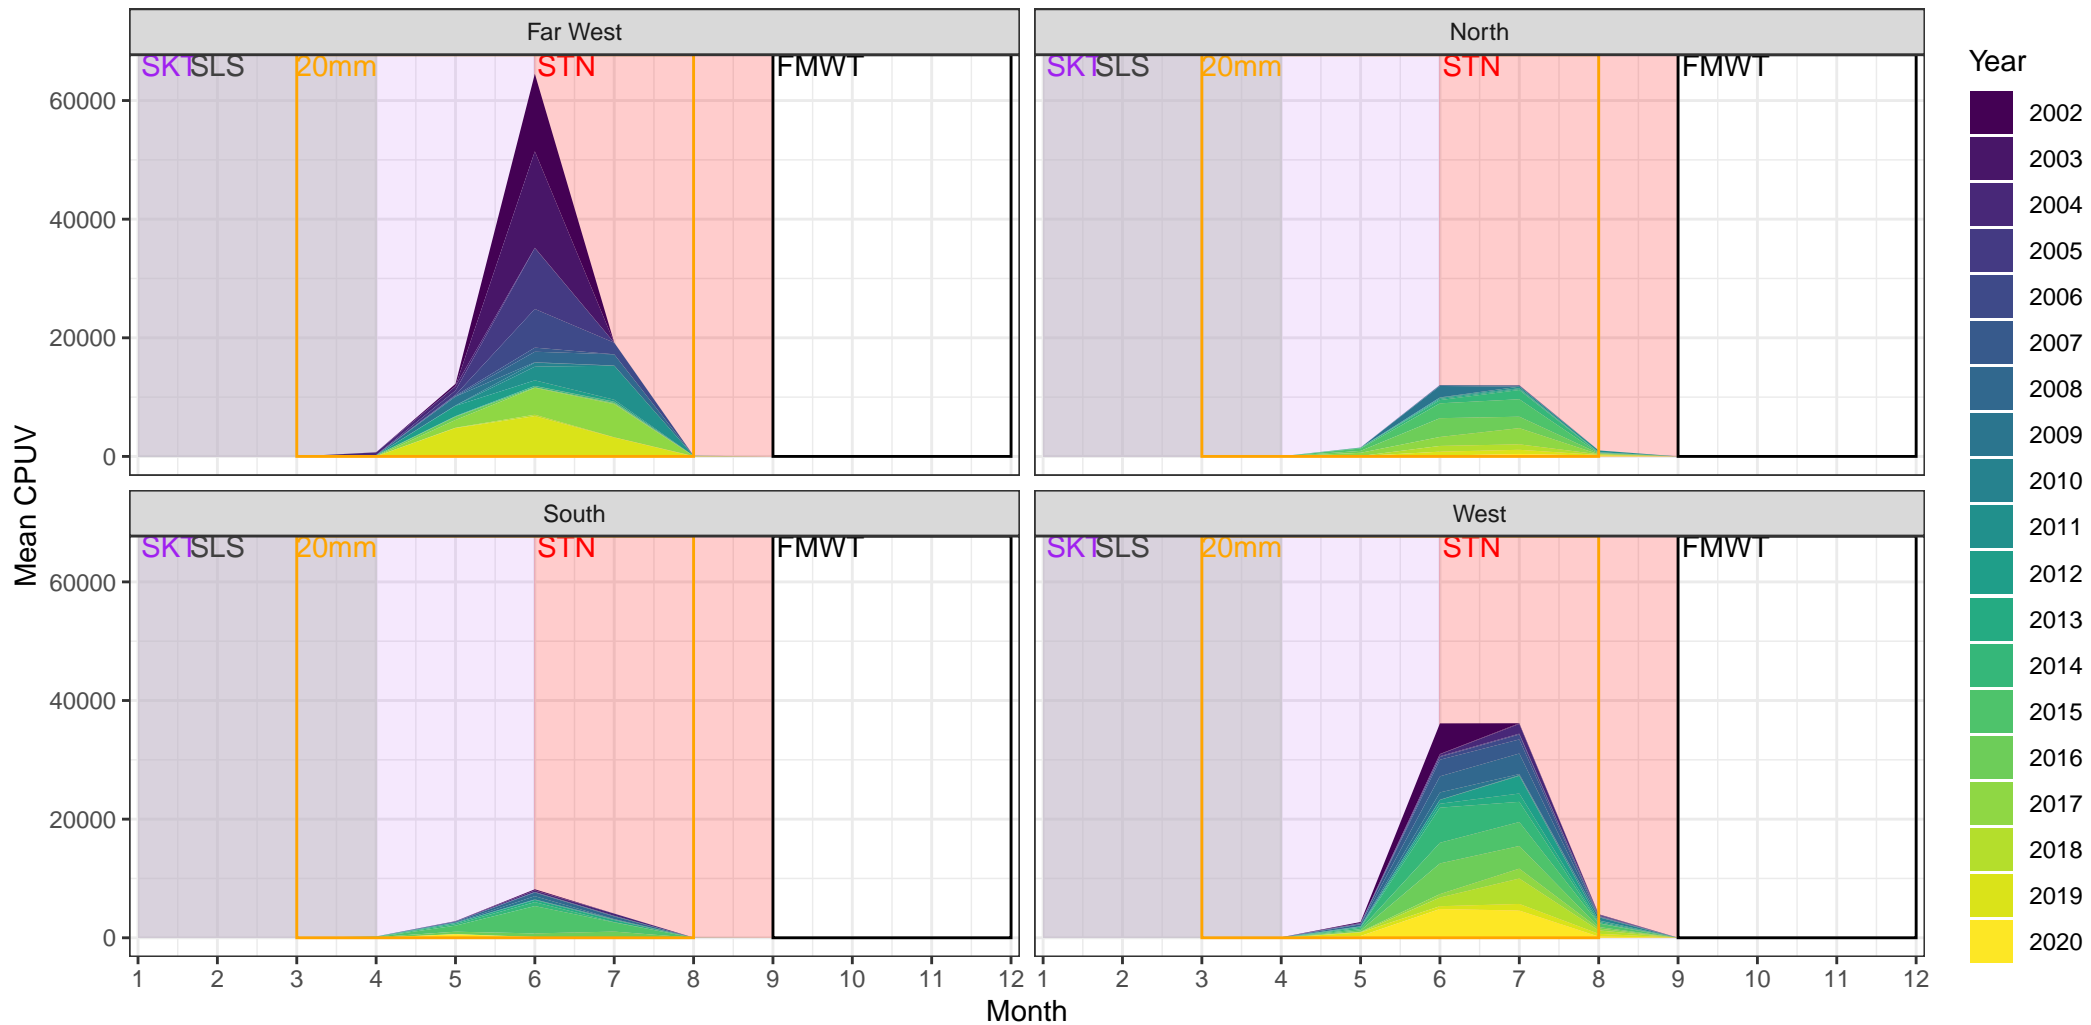 Far West
North
SKT SLS 20mm STN FMWT
SKT SLS 20mm STN FMWT
60000
40000
20000
0
South
West
SKT SLS 20mm STN FMWT
SKT SLS 20mm STN FMWT
60000
40000
20000
0
1 2 3 4 5 6 7 8 9 10 11 12
1 2 3 4 5 6 7 8 9 10 11 12
Month
Mean CPUV
Year
2002
2003
2004
2005
2006
2007
2008
2009
2010
2011
2012
2013
2014
2015
2016
2017
2018
2019
2020